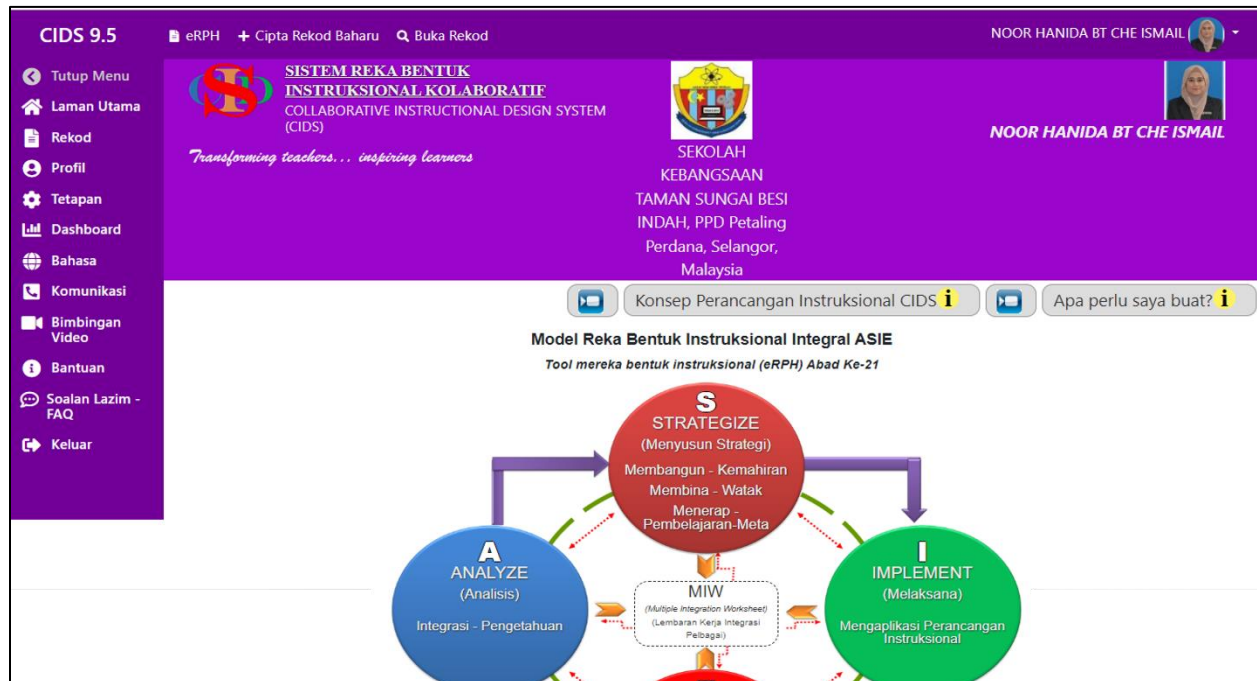 CIDS 9.5
eRPH + Cipta Rekod Baharu Buka Rekod
NOOR HANIDA BT CHE ISMAIL
Tutup Menu
Laman Utama
Rekod
Profil
Tetapan
Dashboard
Bahasa
Komunikasi
Bimbingan
Video
Bantuan
Soalan Lazim -
FAQ
Keluar
SISTEM REKA BENTUK
INSTRUKSIONAL KOLABORATIF
COLLABORATIVE INSTRUCTIONAL DESIGN SYSTEM
(CIDS)
Transforming teachers... inspiring learners
SEKOLAH
KEBANGSAAN
TAMAN SUNGAI BESI
INDAH, PPD Petaling
Perdana, Selangor,
Malaysia
NOOR HANIDA BT CHE ISMAIL
Konsep Perancangan Instruksional CIDS i
Apa perlu saya buat? i
Model Reka Bentuk Instruksional Integral ASIE
Tool mereka bentuk instruksional (eRPH) Abad Ke-21
S
STRATEGIZE
(Menyusun Strategi)
Membangun - Kemahiran
Membina - Watak
Menerap -
Pembelajaran-Meta
A
ANALYZE
(Analisis)
Integrasi - Pengetahuan
MIW
(Multiple Integration Worksheet)
(Lembaran Kerja Integrasi
Pelbagai)
I
IMPLEMENT
(Melaksana)
Mengaplikasi Perancangan
Instruksional